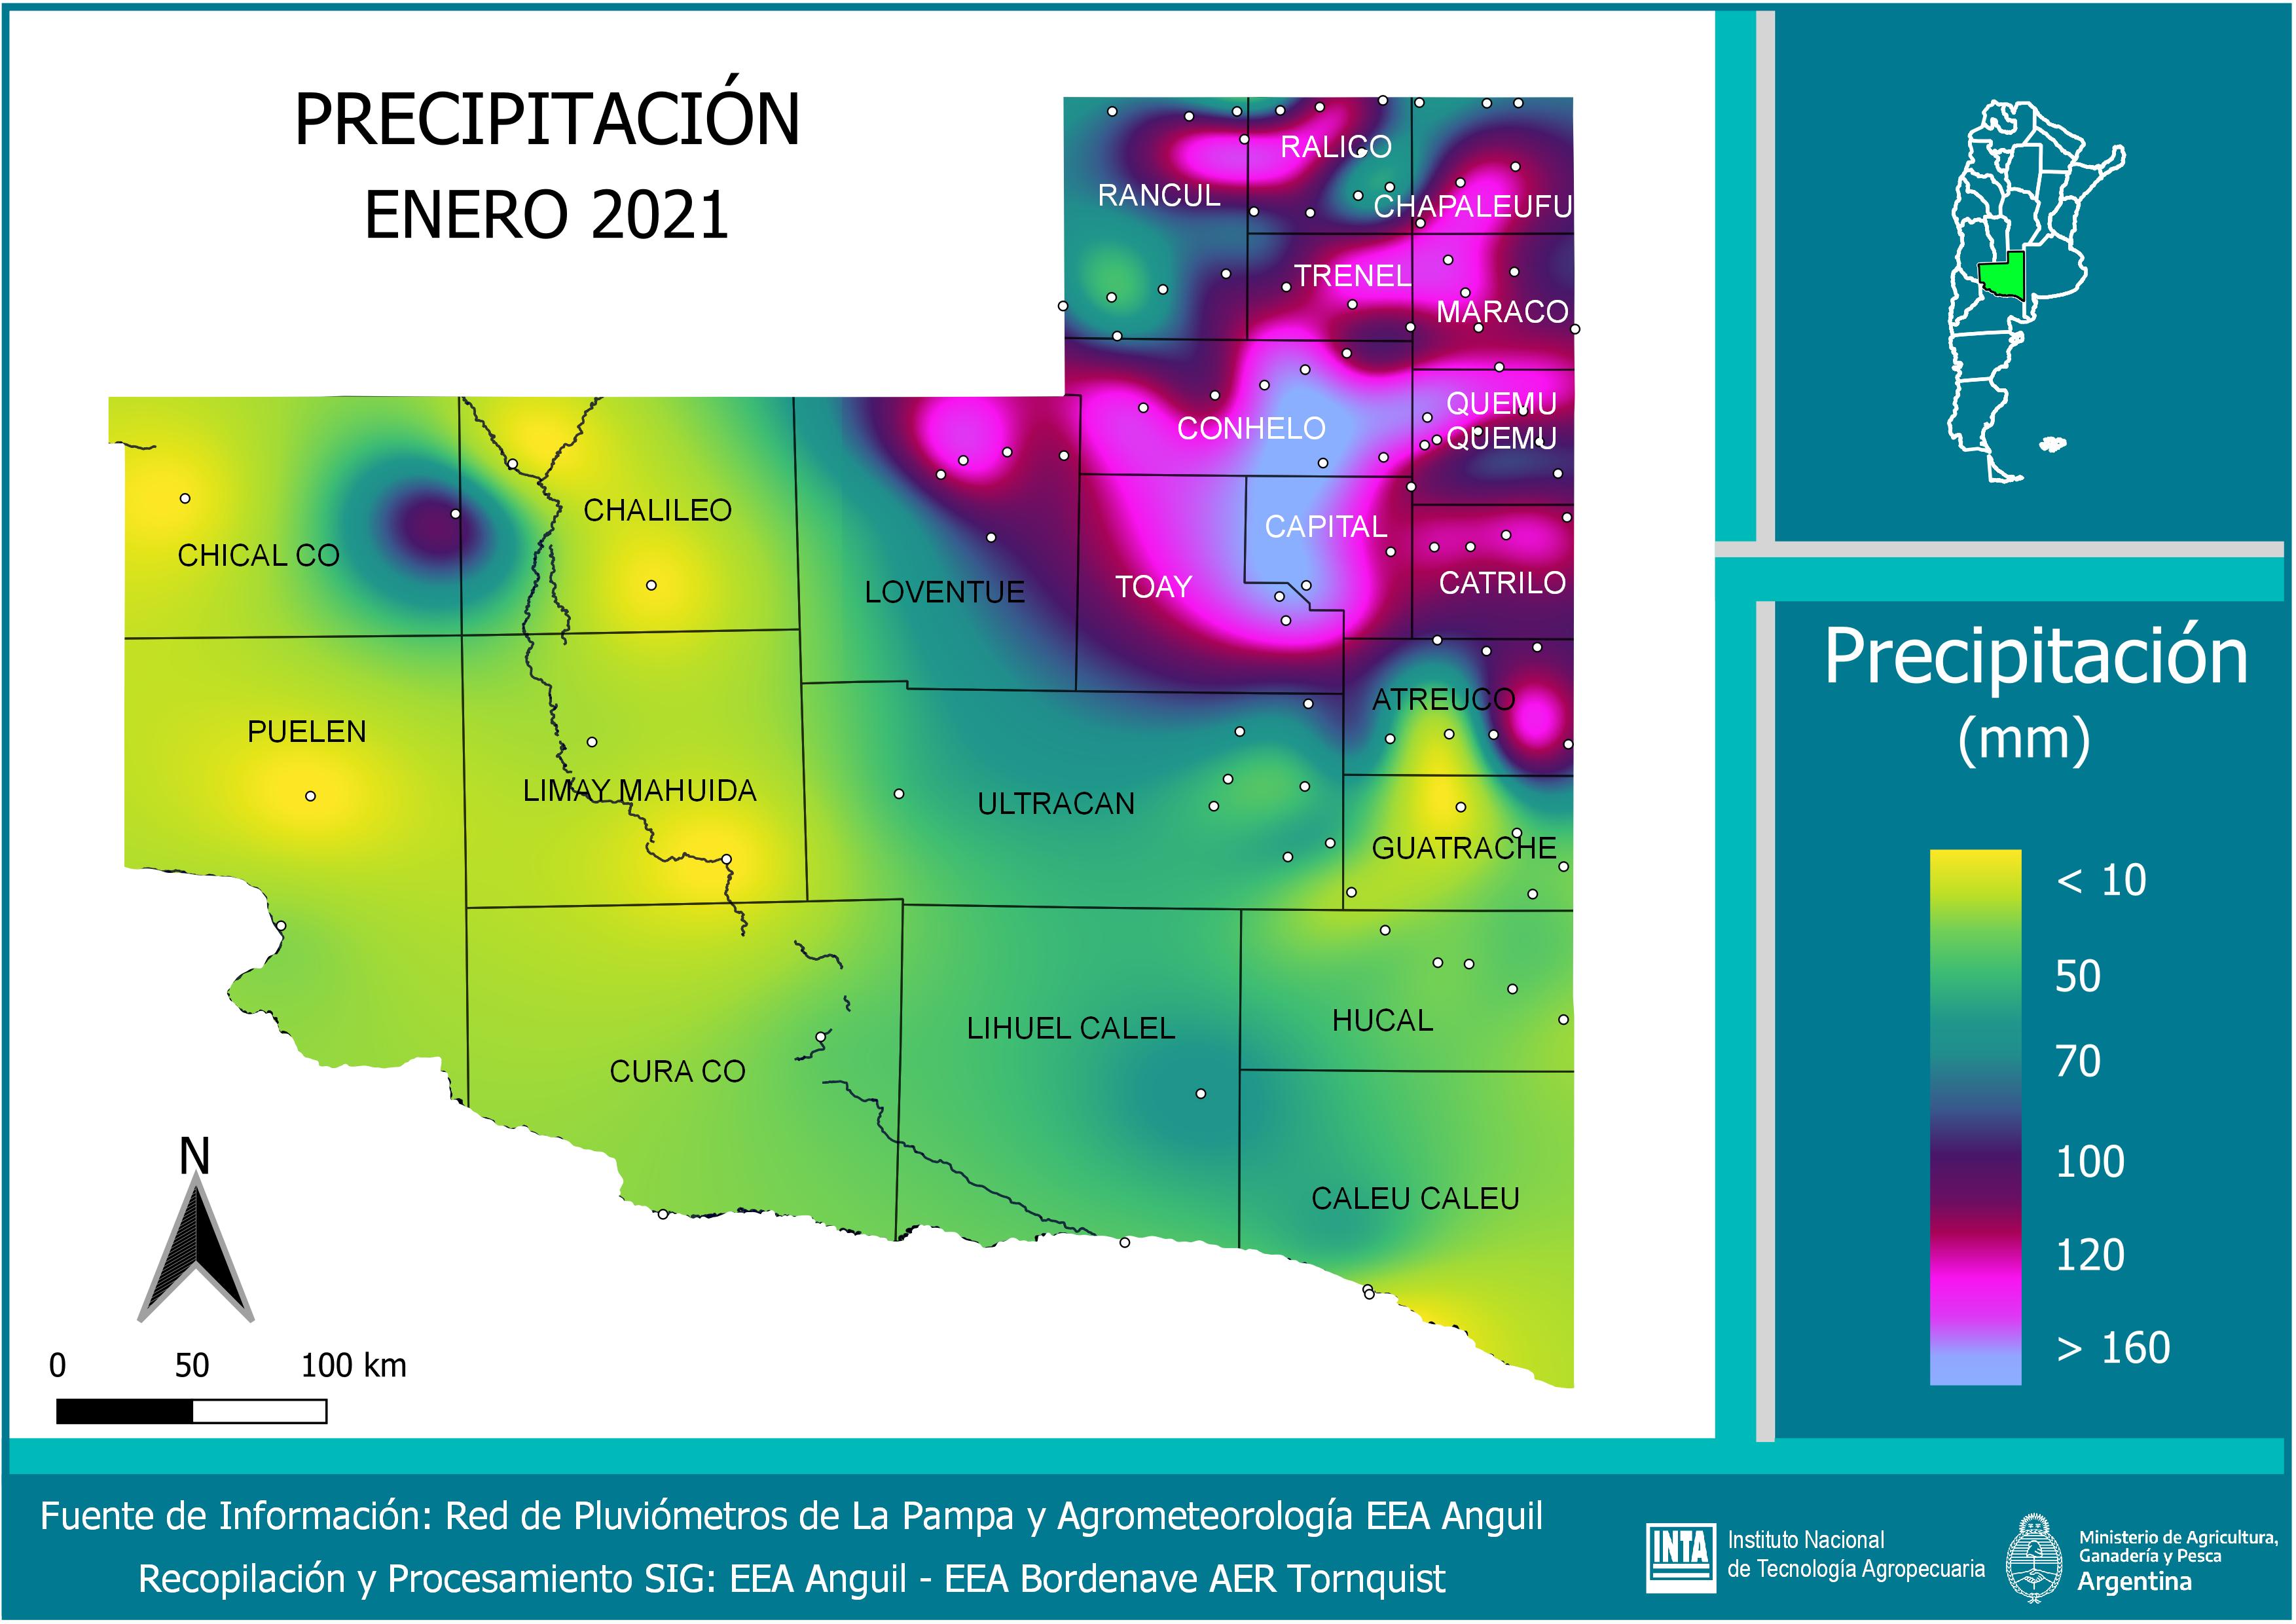 PRECIPITACIÓN
ENERO 2021
RALICO
RANCUL
CHAPALEUFU
TRENEL
MARACO
QUEMU
QUEMU
CONHELO
CHALILEO
CAPITAL
CHICAL CO
LOVENTUE
TOAY
CATRILO
ATREUCO
PUELEN
LIMAY MAHUIDA
ULTRACAN
GUATRACHE
LIHUEL CALEL
HUCAL
CURA CO
CALEU CALEU
N
0 50 100 km
Precipitación
(mm)
< 10
50
70
100
120
> 160
Fuente de Información: Red de Pluviómetros de La Pampa y Agrometeorología EEA Anguil
Recopilación y Procesamiento SIG: EEA Anguil - EEA Bordenave AER Tornquist
INTA
Instituto Nacional
de Tecnología Agropecuaria
Ministerio de Agricultura,
Ganadería y Pesca
Argentina